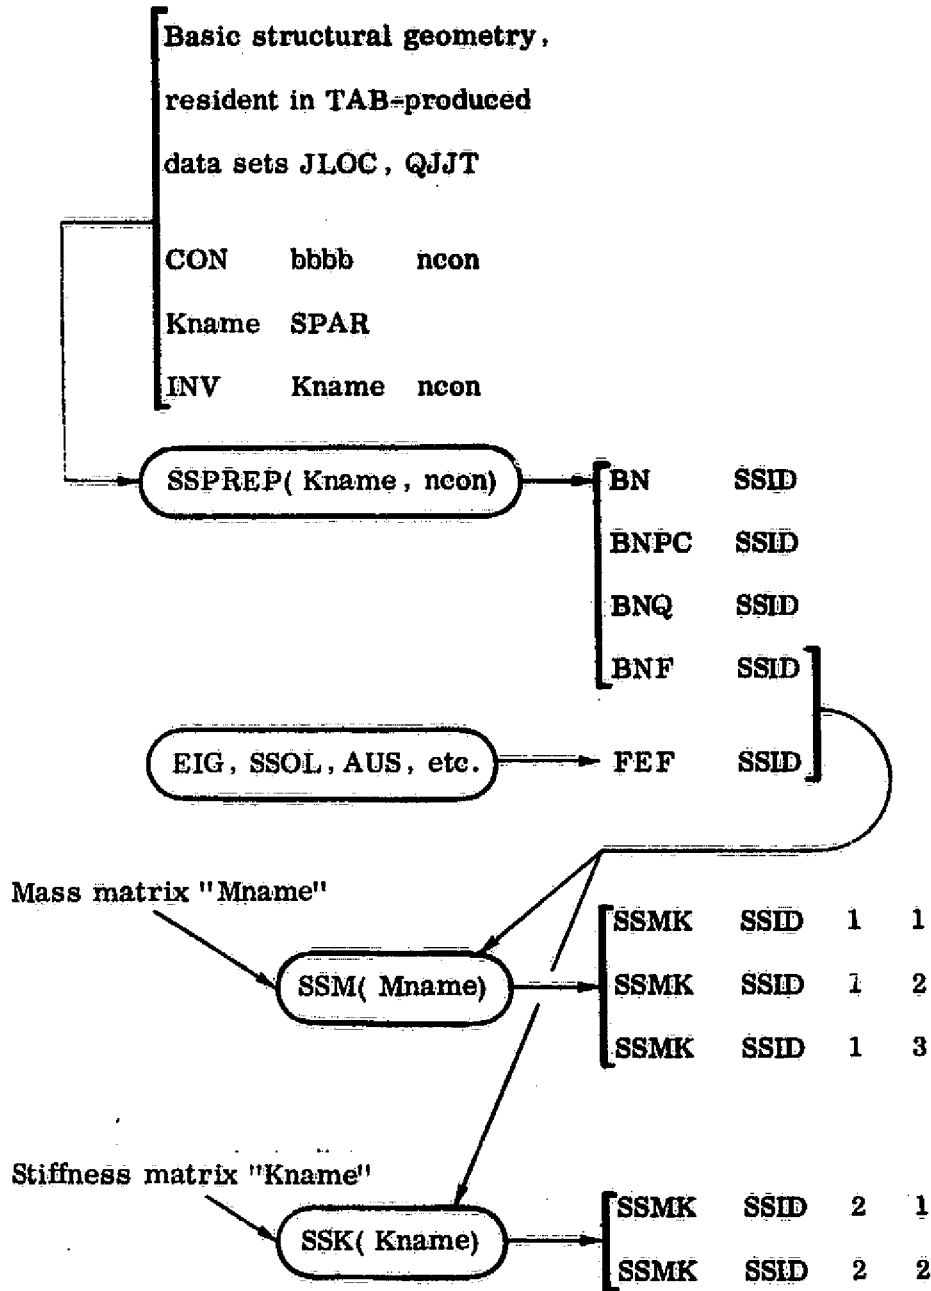 Basic structural geometry,
resident in TAB-produced
data sets JLOC, QJJT
CON bbbb ncon
Kname SPAR
INV Kname ncon
SSPREP( Kname, ncon)
BN SSID
BNPC SSID
BNQ SSID
BNF SSID
EIG, SSOL, AUS, etc.
FEF SSID
Mass matrix "Mname"
SSM( Mname)
SSMK SSID 1 1
SSMK SSID 1 2
SSMK SSID 1 3
Stiffness matrix "Kname"
SSK( Kname)
SSMK SSID 2 1
SSMK SSID 2 2